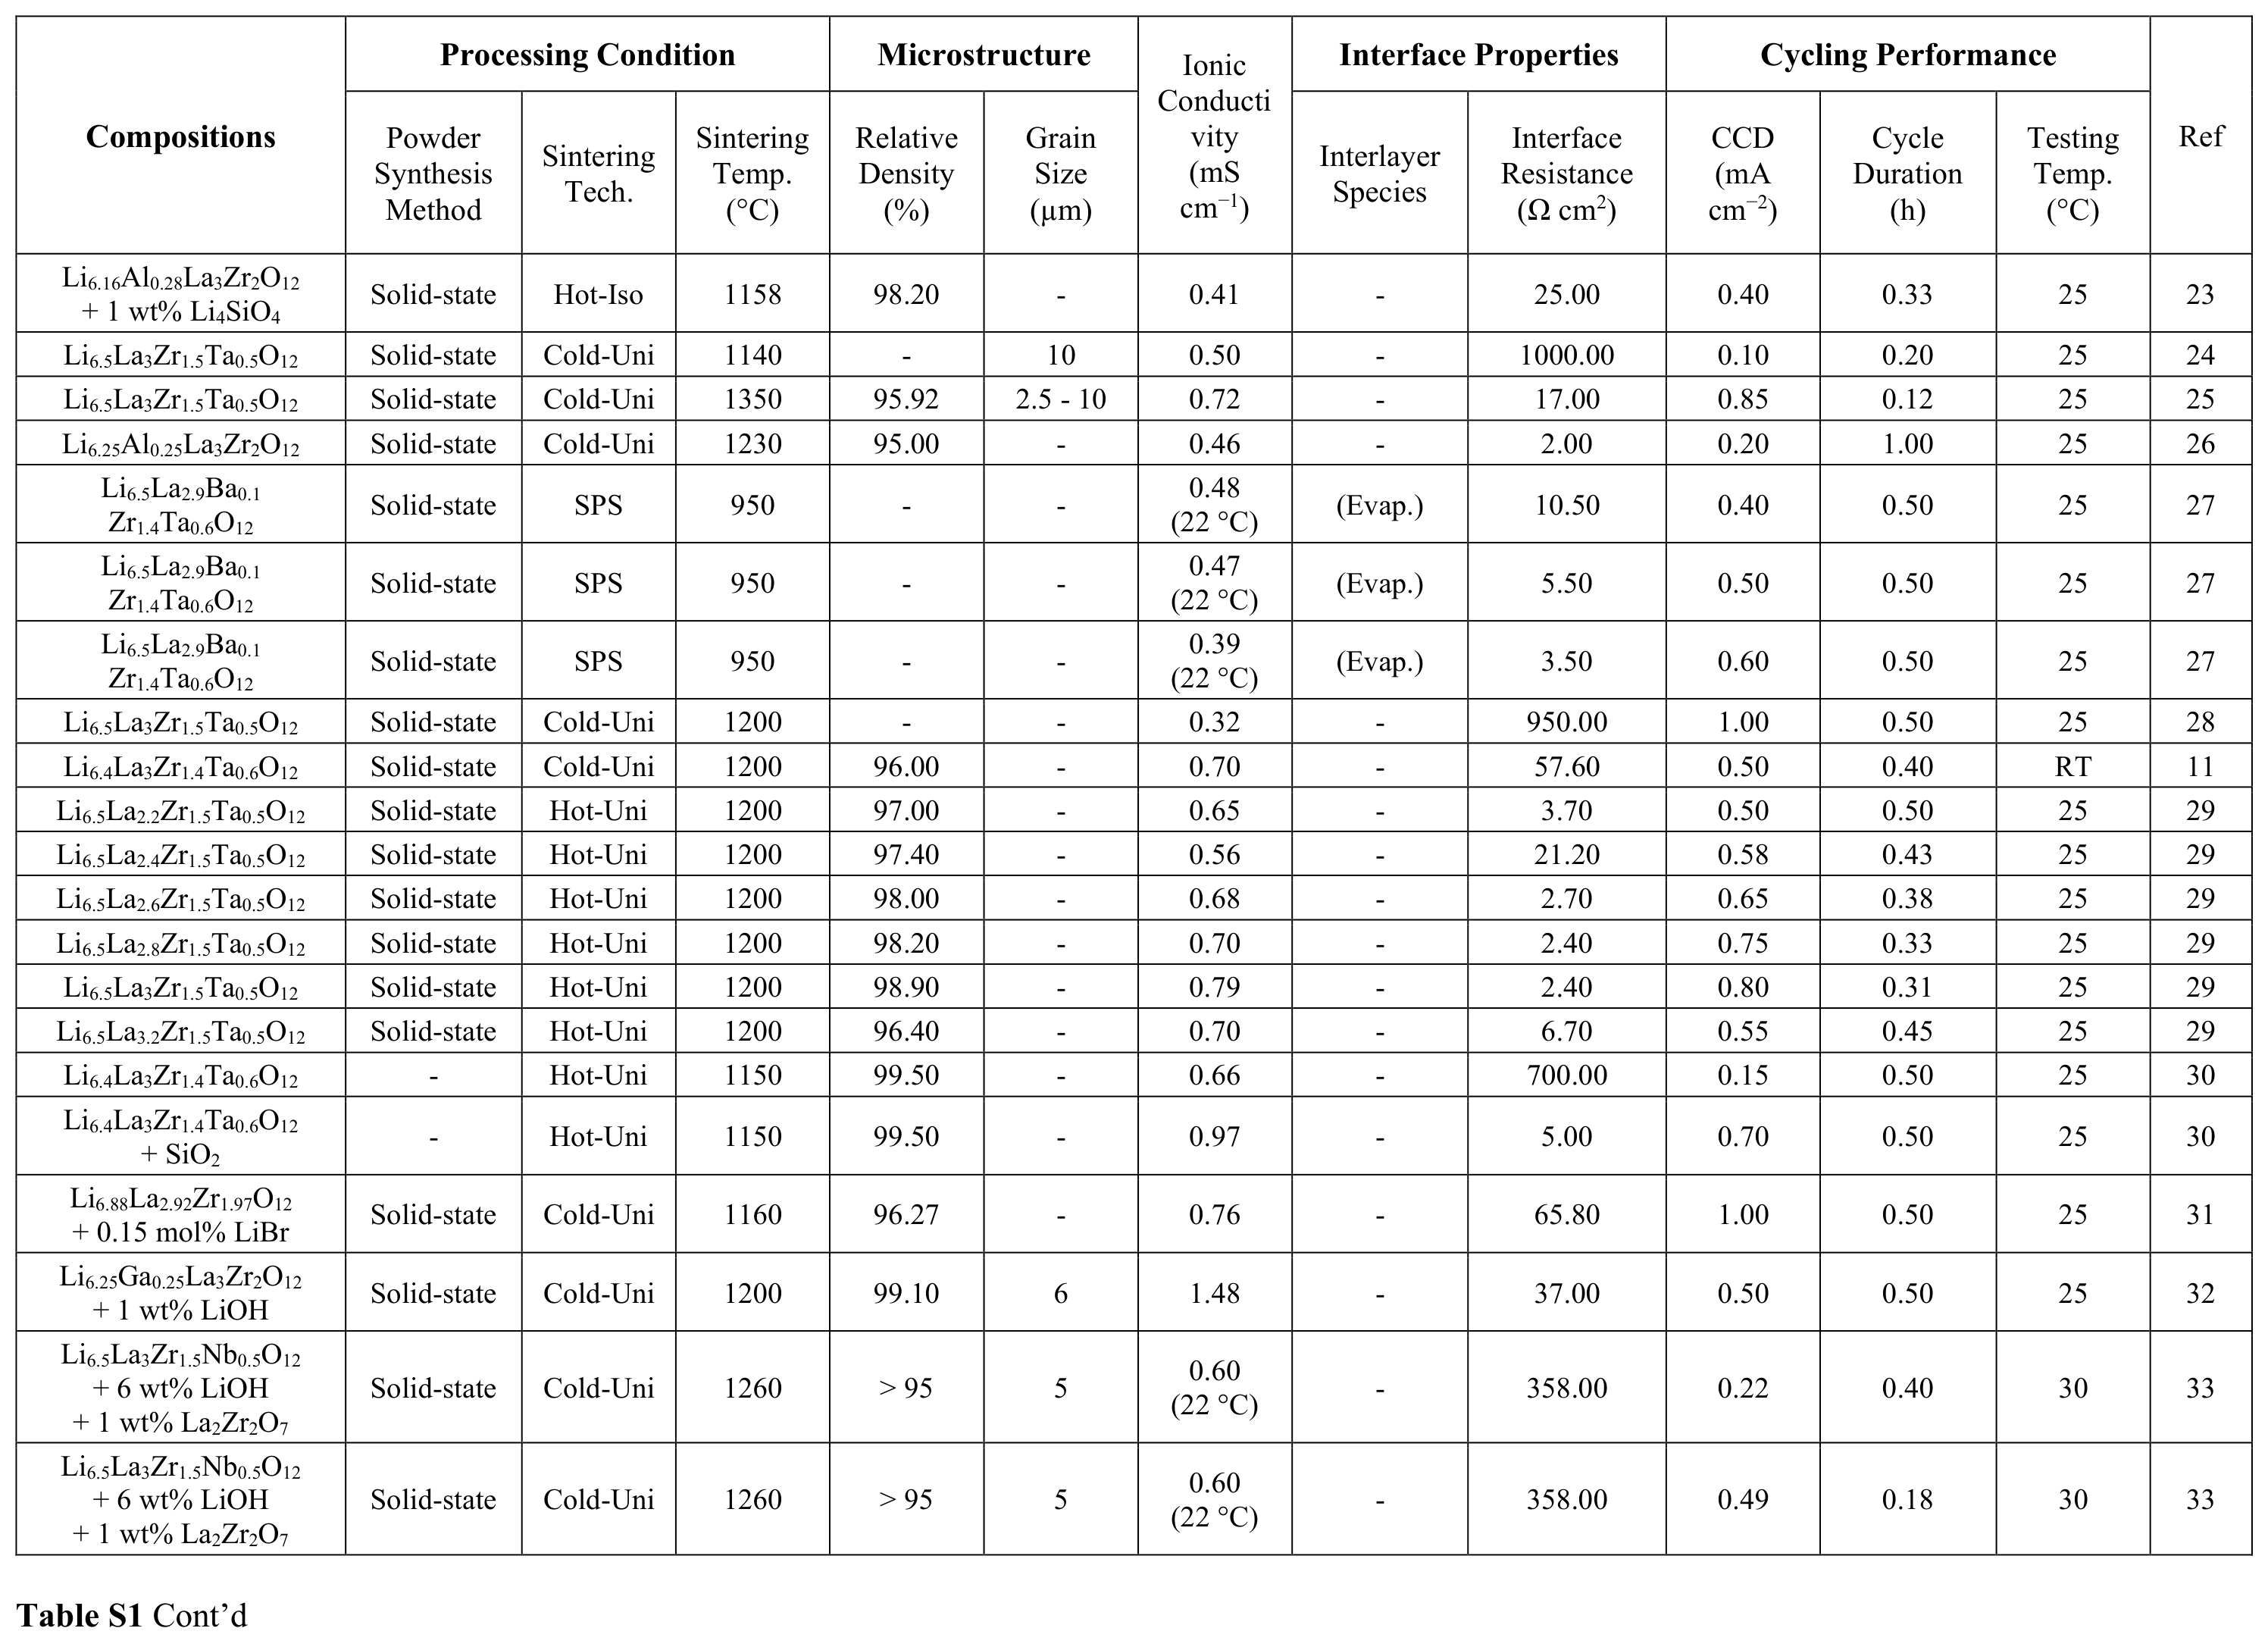 Compositions Processing Condition Microstructure Ionic Conducti vity (mS cm⁻¹) Interface Properties Cycling Performance Ref
Powder Synthesis Method Sintering Tech. Sintering Temp. (°C) Relative Density (%) Grain Size (µm) Interlayer Species Interface Resistance (Ω cm²) CCD (mA cm⁻²) Cycle Duration (h) Testing Temp. (°C)
Li₆.₁₆Al₀.₂₈La₃Zr₂O₁₂ + 1 wt% Li₄SiO₄ Solid-state Hot-Iso 1158 98.20 - 0.41 - 25.00 0.40 0.33 25 23
Li₆.₅La₃Zr₁.₅Ta₀.₅O₁₂ Solid-state Cold-Uni 1140 - 10 0.50 - 1000.00 0.10 0.20 25 24
Li₆.₅La₃Zr₁.₅Ta₀.₅O₁₂ Solid-state Cold-Uni 1350 95.92 2.5 - 10 0.72 - 17.00 0.85 0.12 25 25
Li₆.₂₅Al₀.₂₅La₃Zr₂O₁₂ Solid-state Cold-Uni 1230 95.00 - 0.46 - 2.00 0.20 1.00 25 26
Li₆.₅La₂.₉Ba₀.₁ Zr₁.₄Ta₀.₆O₁₂ Solid-state SPS 950 - - 0.48 (22 °C) (Evap.) 10.50 0.40 0.50 25 27
Li₆.₅La₂.₉Ba₀.₁ Zr₁.₄Ta₀.₆O₁₂ Solid-state SPS 950 - - 0.47 (22 °C) (Evap.) 5.50 0.50 0.50 25 27
Li₆.₅La₂.₉Ba₀.₁ Zr₁.₄Ta₀.₆O₁₂ Solid-state SPS 950 - - 0.39 (22 °C) (Evap.) 3.50 0.60 0.50 25 27
Li₆.₅La₃Zr₁.₅Ta₀.₅O₁₂ Solid-state Cold-Uni 1200 - - 0.32 - 950.00 1.00 0.50 25 28
Li₆.₄La₃Zr₁.₄Ta₀.₆O₁₂ Solid-state Cold-Uni 1200 96.00 - 0.70 - 57.60 0.50 0.40 RT 11
Li₆.₅La₂.₂Zr₁.₅Ta₀.₅O₁₂ Solid-state Hot-Uni 1200 97.00 - 0.65 - 3.70 0.50 0.50 25 29
Li₆.₅La₂.₄Zr₁.₅Ta₀.₅O₁₂ Solid-state Hot-Uni 1200 97.40 - 0.56 - 21.20 0.58 0.43 25 29
Li₆.₅La₂.₆Zr₁.₅Ta₀.₅O₁₂ Solid-state Hot-Uni 1200 98.00 - 0.68 - 2.70 0.65 0.38 25 29
Li₆.₅La₂.₈Zr₁.₅Ta₀.₅O₁₂ Solid-state Hot-Uni 1200 98.20 - 0.70 - 2.40 0.75 0.33 25 29
Li₆.₅La₃Zr₁.₅Ta₀.₅O₁₂ Solid-state Hot-Uni 1200 98.90 - 0.79 - 2.40 0.80 0.31 25 29
Li₆.₅La₃.₂Zr₁.₅Ta₀.₅O₁₂ Solid-state Hot-Uni 1200 96.40 - 0.70 - 6.70 0.55 0.45 25 29
Li₆.₄La₃Zr₁.₄Ta₀.₆O₁₂ - Hot-Uni 1150 99.50 - 0.66 - 700.00 0.15 0.50 25 30
Li₆.₄La₃Zr₁.₄Ta₀.₆O₁₂ + SiO₂ - Hot-Uni 1150 99.50 - 0.97 - 5.00 0.70 0.50 25 30
Li₆.₈₈La₂.₉₂Zr₁.₉₇O₁₂ + 0.15 mol% LiBr Solid-state Cold-Uni 1160 96.27 - 0.76 - 65.80 1.00 0.50 25 31
Li₆.₂₅Ga₀.₂₅La₃Zr₂O₁₂ + 1 wt% LiOH Solid-state Cold-Uni 1200 99.10 6 1.48 - 37.00 0.50 0.50 25 32
Li₆.₅La₃Zr₁.₅Nb₀.₅O₁₂ + 6 wt% LiOH + 1 wt% La₂Zr₂O₇ Solid-state Cold-Uni 1260 > 95 5 0.60 (22 °C) - 358.00 0.22 0.40 30 33
Li₆.₅La₃Zr₁.₅Nb₀.₅O₁₂ + 6 wt% LiOH + 1 wt% La₂Zr₂O₇ Solid-state Cold-Uni 1260 > 95 5 0.60 (22 °C) - 358.00 0.49 0.18 30 33
Table S1 Cont’d